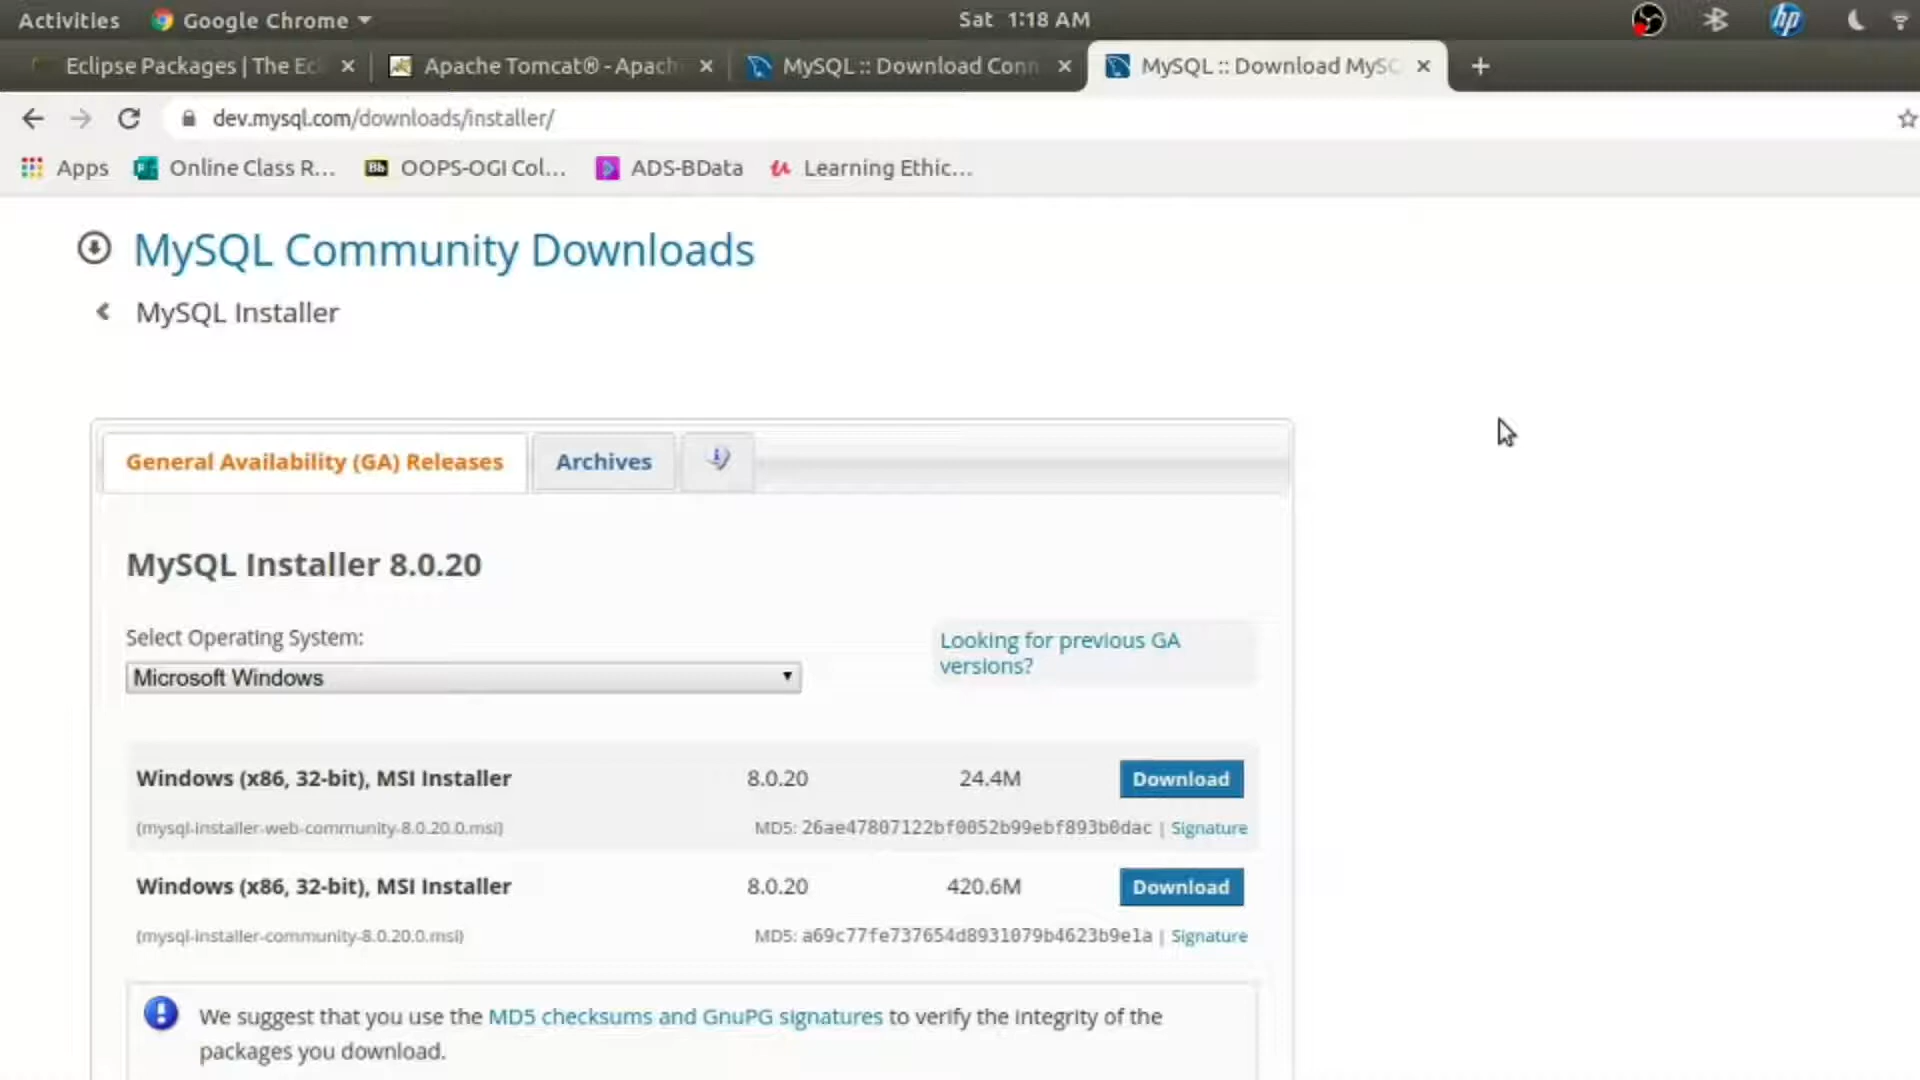 Activities Google Chrome Sat 1:18 AM hp
Eclipse Packages | The Ec Apache Tomcat® - Apach MySQL :: Download Conn MySQL :: Download MySQ
dev.mysql.com/downloads/installer/
Apps Online Class R... Bb OOPS-OGI Col... ADS-BData Learning Ethic...
MySQL Community Downloads
MySQL Installer
General Availability (GA) Releases Archives
MySQL Installer 8.0.20
Select Operating System:
Looking for previous GA
versions?
Microsoft Windows
Windows (x86, 32-bit), MSI Installer 8.0.20 24.4M Download
(mysql-installer-web-community-8.0.20.0.msi) MD5: 26ae47807122bf0052b99ebf893b0dac | Signature
Windows (x86, 32-bit), MSI Installer 8.0.20 420.6M Download
(mysql-installer-community-8.0.20.0.msi) MD5: a69c77fe737654d8931079b4623b9e1a | Signature
We suggest that you use the MD5 checksums and GnuPG signatures to verify the integrity of the
packages you download.